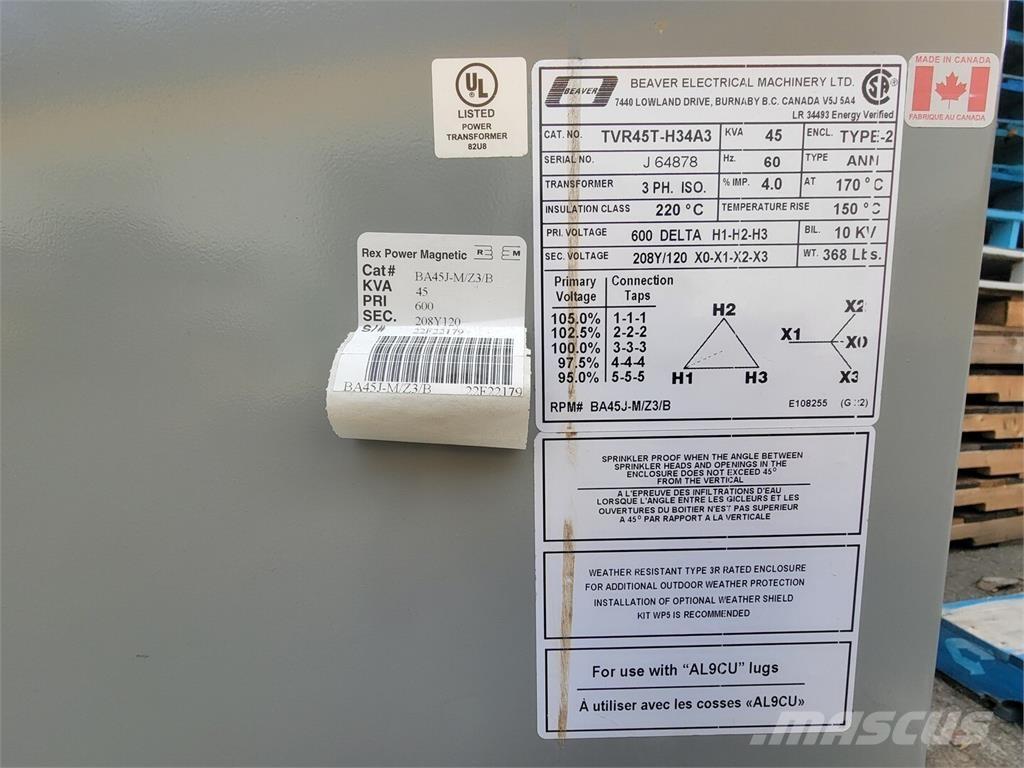 UL
LISTED
POWER
TRANSFORMER
82U8
BEAVER
BEAVER ELECTRICAL MACHINERY LTD.
7440 LOWLAND DRIVE, BURNABY B.C. CANADA V5J 5A4
LR 34493 Energy Verified
MADE IN CANADA
FABRIQUE AU CANADA
CAT. NO. TVR45T-H34A3 KVA 45 ENCL. TYPE-2
SERIAL NO. J 64878 Hz. 60 TYPE ANN
TRANSFORMER 3 PH. ISO. % IMP. 4.0 AT 170 °C
INSULATION CLASS 220 °C TEMPERATURE RISE 150 °C
PRI. VOLTAGE 600 DELTA H1-H2-H3 BIL. 10 KV
SEC. VOLTAGE 208Y/120 X0-X1-X2-X3 WT. 368 Lbs.
Primary Connection
Voltage Taps
105.0% 1-1-1
102.5% 2-2-2
100.0% 3-3-3
97.5% 4-4-4
95.0% 5-5-5
H2
H1 H3
X2
X1 X0
X3
RPM# BA45J-M/Z3/B E108255
Rex Power Magnetic
Cat# BA45J-M/Z3/B
KVA 45
PRI 600
SEC. 208Y120
S/# 22F22179
BA45J-M/Z3/B 22F22179
SPRINKLER PROOF WHEN THE ANGLE BETWEEN
SPRINKLER HEADS AND OPENINGS IN THE
ENCLOSURE DOES NOT EXCEED 45°
FROM THE VERTICAL
A L'EPREUVE DES INFILTRATIONS D'EAU
LORSQUE L'ANGLE ENTRE LES GICLEURS ET LES
OUVERTURES DU BOITIER N'EST PAS SUPERIEUR
A 45° PAR RAPPORT A LA VERTICALE
WEATHER RESISTANT TYPE 3R RATED ENCLOSURE
FOR ADDITIONAL OUTDOOR WEATHER PROTECTION
INSTALLATION OF OPTIONAL WEATHER SHIELD
KIT WP5 IS RECOMMENDED
For use with “AL9CU” lugs
À utiliser avec les cosses «AL9CU»
MASCUS